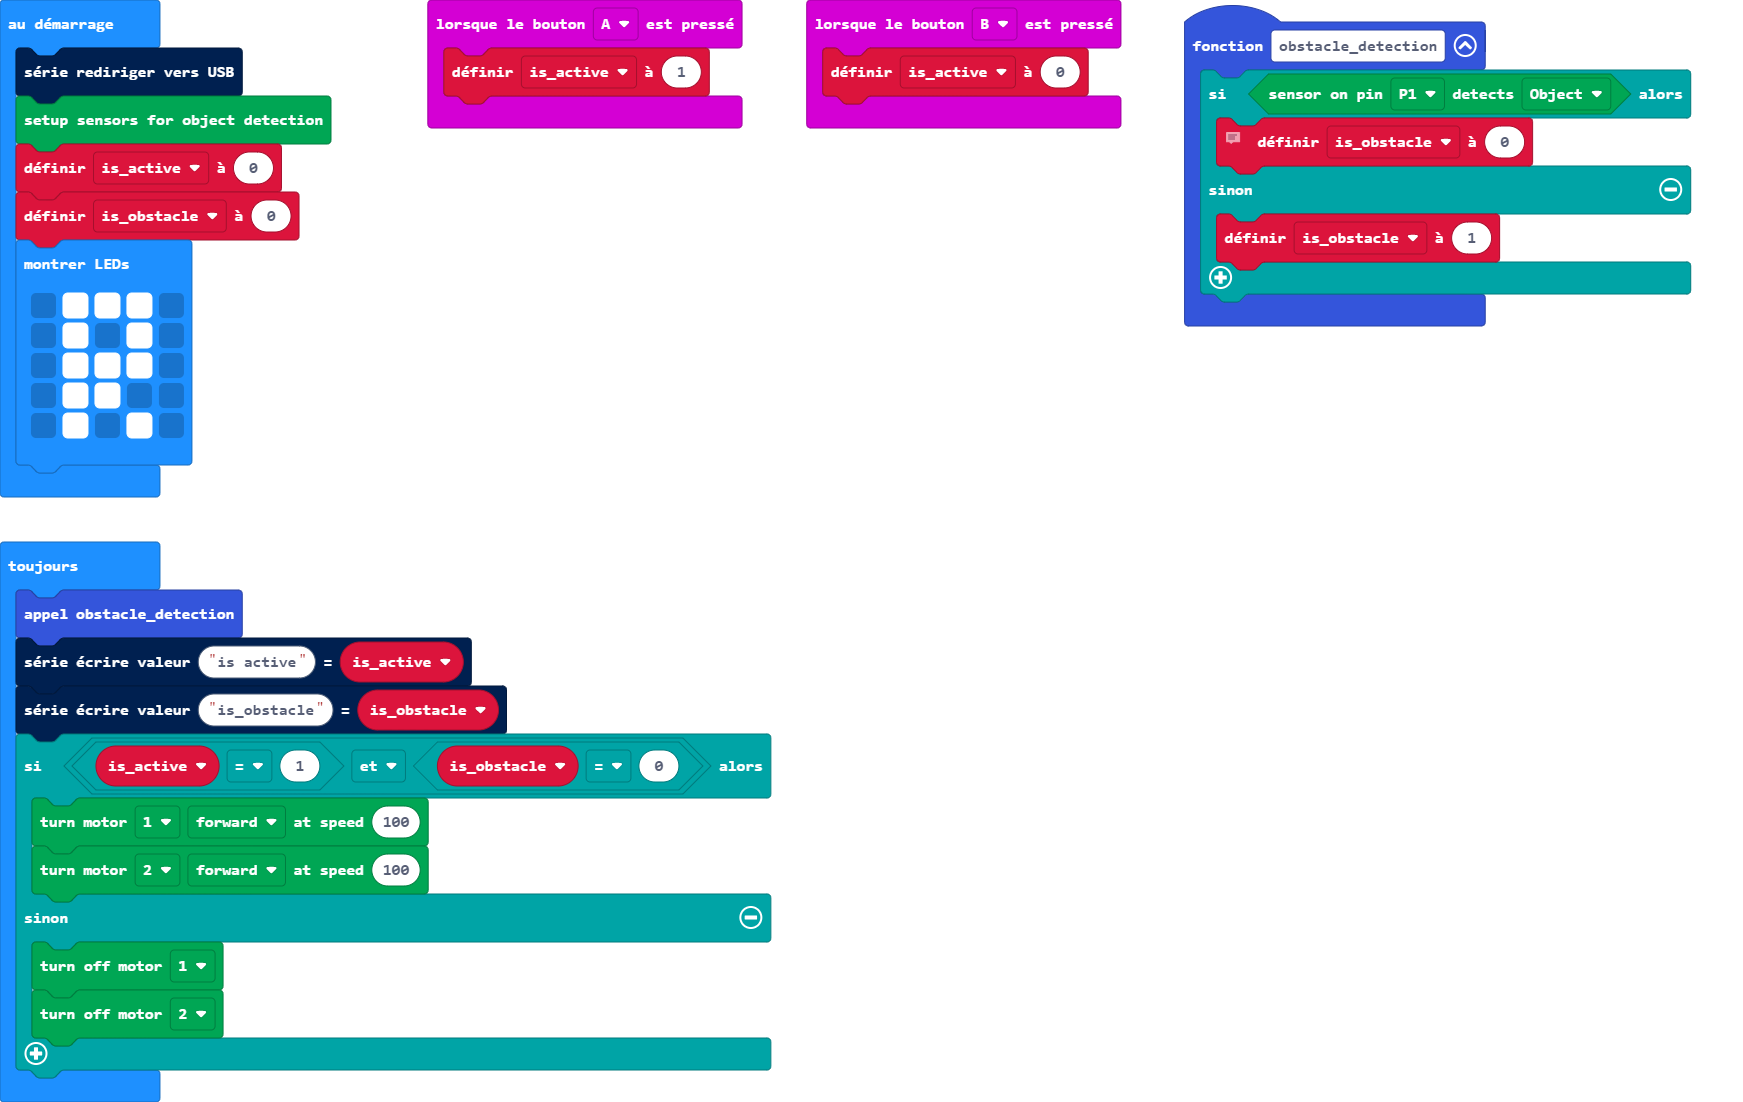 au démarrage
série rediriger vers USB
setup sensors for object detection
définir is_active à 0
définir is_obstacle à 0
montrer LEDs
lorsque le bouton A est pressé
définir is_active à 1
lorsque le bouton B est pressé
définir is_active à 0
fonction obstacle_detection
si sensor on pin P1 detects Object alors
définir is_obstacle à 0
sinon
définir is_obstacle à 1
toujours
appel obstacle_detection
série écrire valeur "is active" = is_active
série écrire valeur "is_obstacle" = is_obstacle
si is_active = 1 et is_obstacle = 0 alors
turn motor 1 forward at speed 100
turn motor 2 forward at speed 100
sinon
turn off motor 1
turn off motor 2